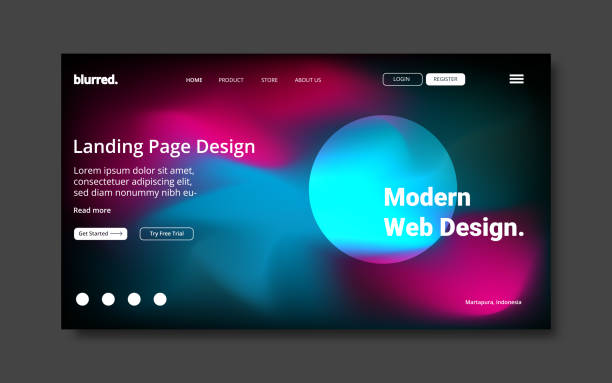 blurred.
HOME PRODUCT STORE ABOUT US
LOGIN REGISTER
Landing Page Design
Lorem ipsum dolor sit amet,
consectetuer adipiscing elit,
sed diam nonummy nibh eu-
Read more
Get Started
Try Free Trial
Modern
Web Design.
Martapura, Indonesia